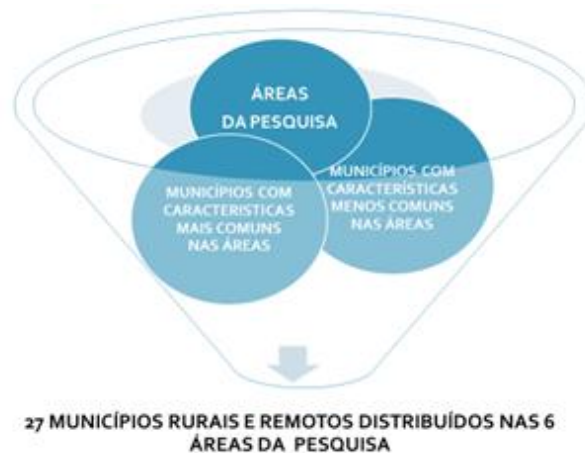 ÁREAS
DA PESQUISA
MUNICÍPIOS COM
CARACTERISTICAS
MAIS COMUNS
NAS ÁREAS
MUNICÍPIOS COM
CARACTERÍSTICAS
MENOS COMUNS
NAS ÁREAS
27 MUNICÍPIOS RURAIS E REMOTOS DISTRIBUÍDOS NAS 6
ÁREAS DA PESQUISA